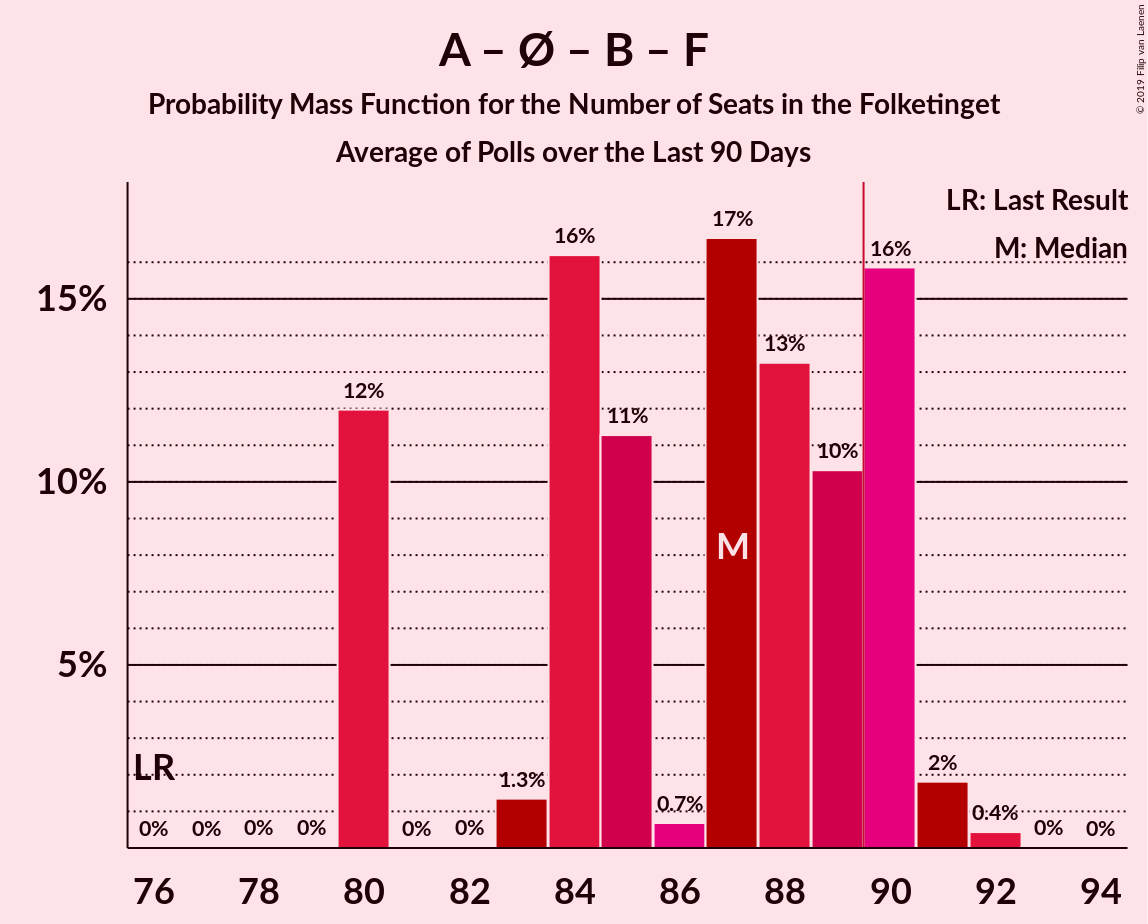 A – Ø – B – F
Probability Mass Function for the Number of Seats in the Folketinget
Average of Polls over the Last 90 Days
© 2019 Filip van Laenen
LR: Last Result
M: Median
17%
16%
16%
15%
13%
12%
11%
10%
10%
M
5%
LR
2%
1.3%
0.7%
0.4%
0% 0% 0% 0% 0% 0% 0% 0%
76 78 80 82 84 86 88 90 92 94